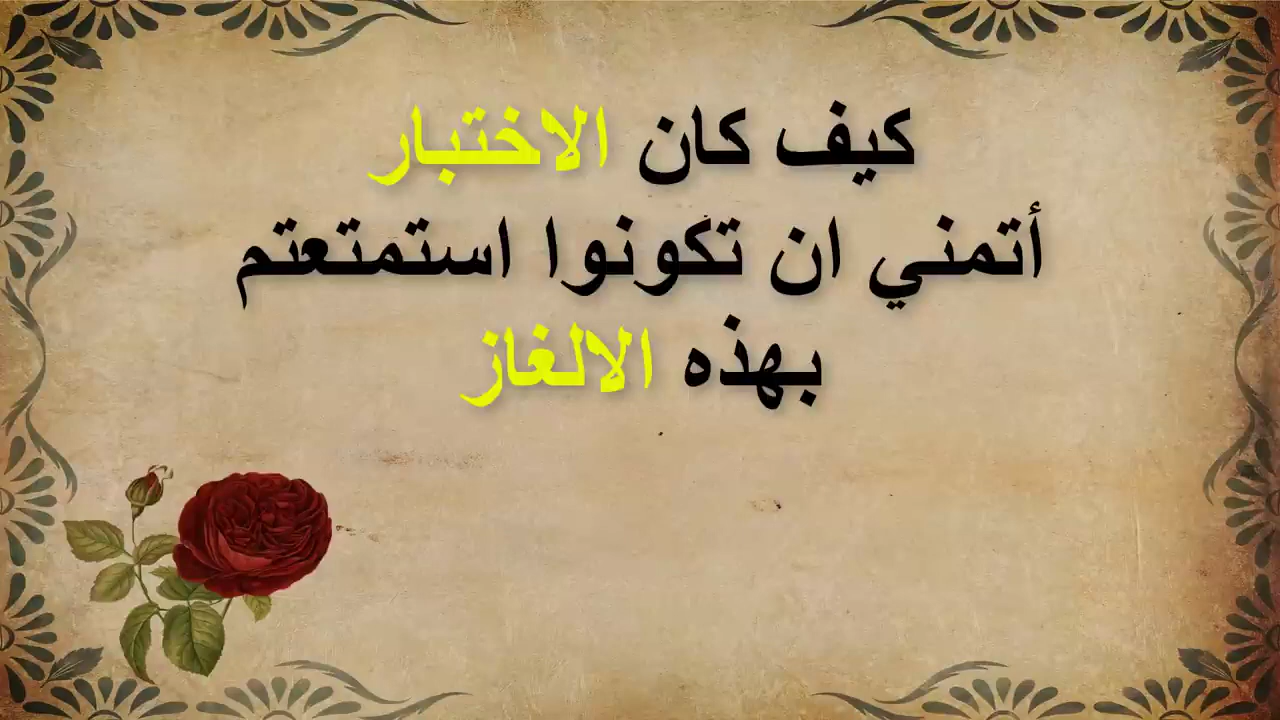 كيف كان الاختبار
أتمني ان تكونوا استمتعتم
بهذه الالغاز